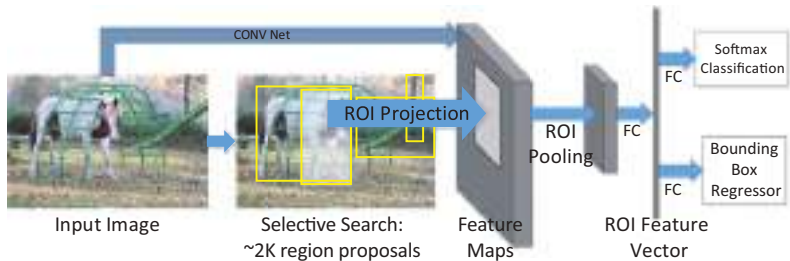 CONV Net
Softmax
Classification
FC
ROI Projection
ROI
Pooling
FC
FC
Bounding
Box
Regressor
Input Image
Selective Search:
~2K region proposals
Feature
Maps
ROI Feature
Vector